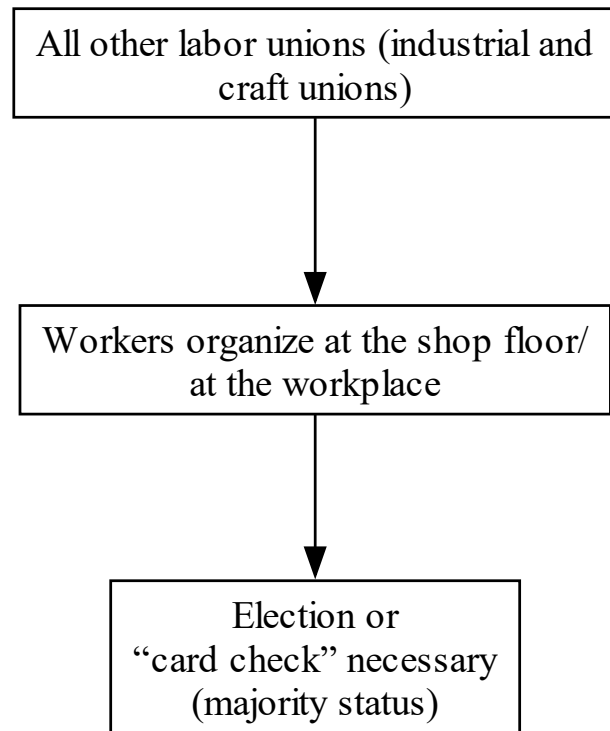 All other labor unions (industrial and
craft unions)
Workers organize at the shop floor/
at the workplace
Election or
“card check” necessary
(majority status)